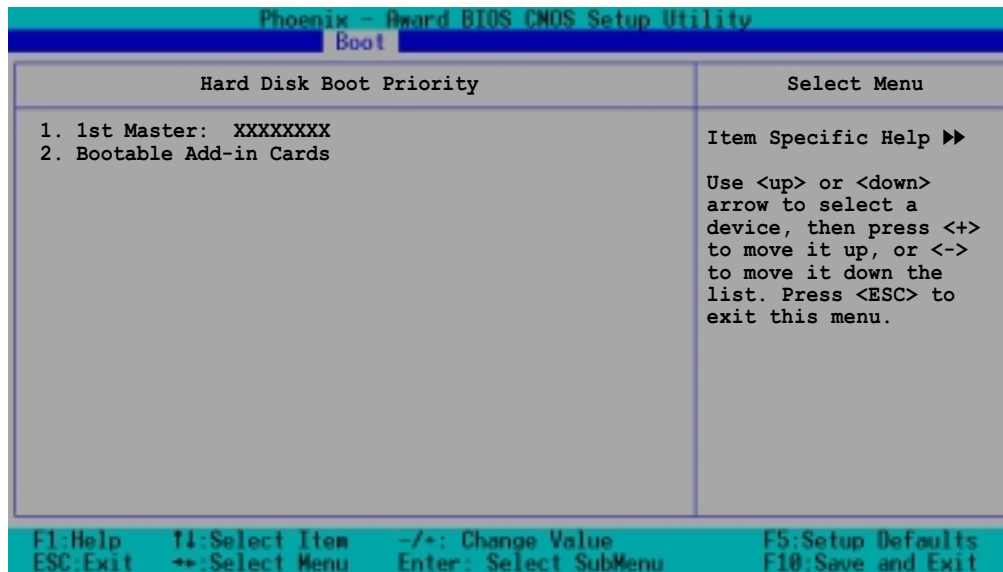 Phoenix - Award BIOS CMOS Setup Utility
Boot
Hard Disk Boot Priority
Select Menu
1. 1st Master: XXXXXXXX
2. Bootable Add-in Cards
Item Specific Help ▶▶
Use <up> or <down>
arrow to select a
device, then press <+>
to move it up, or <->
to move it down the
list. Press <ESC> to
exit this menu.
F1:Help ↑↓:Select Item -/+: Change Value F5:Setup Defaults
ESC:Exit →←:Select Menu Enter: Select SubMenu F10:Save and Exit